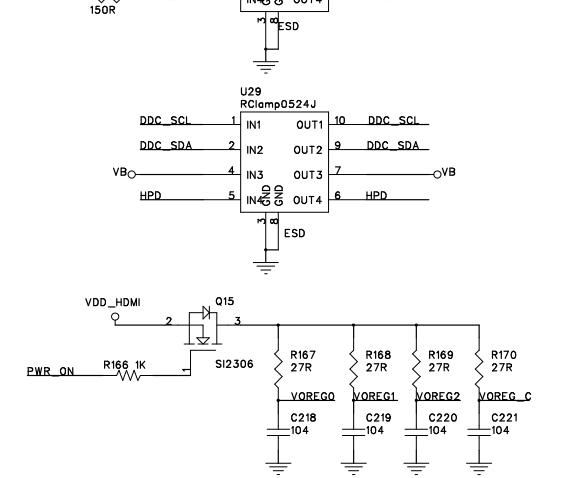 150R
IN4 GND GND OUT4
3 8 ESD
U29
RClamp0524J
DDC_SCL 1 IN1 OUT1 10 DDC_SCL
DDC_SDA 2 IN2 OUT2 9 DDC_SDA
VB 4 IN3 OUT3 7 VB
HPD 5 IN4 GND GND OUT4 6 HPD
3 8
ESD
VDD_HDMI Q15
2 3
PWR_ON R166 1K 1 SI2306
R167 R168 R169 R170
27R 27R 27R 27R
VOREG0 VOREG1 VOREG2 VOREG_C
C218 C219 C220 C221
104 104 104 104